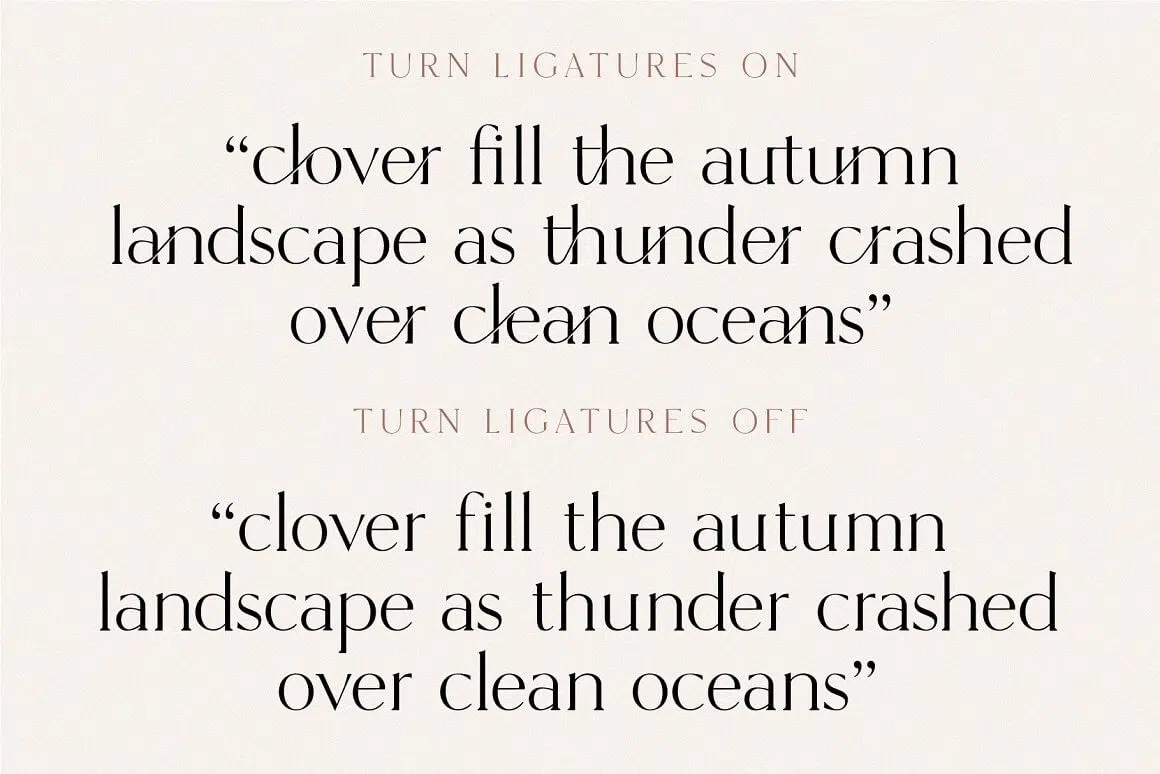 TURN LIGATURES ON
“clover fill the autumn
landscape as thunder crashed
over clean oceans”
TURN LIGATURES OFF
“clover fill the autumn
landscape as thunder crashed
over clean oceans”